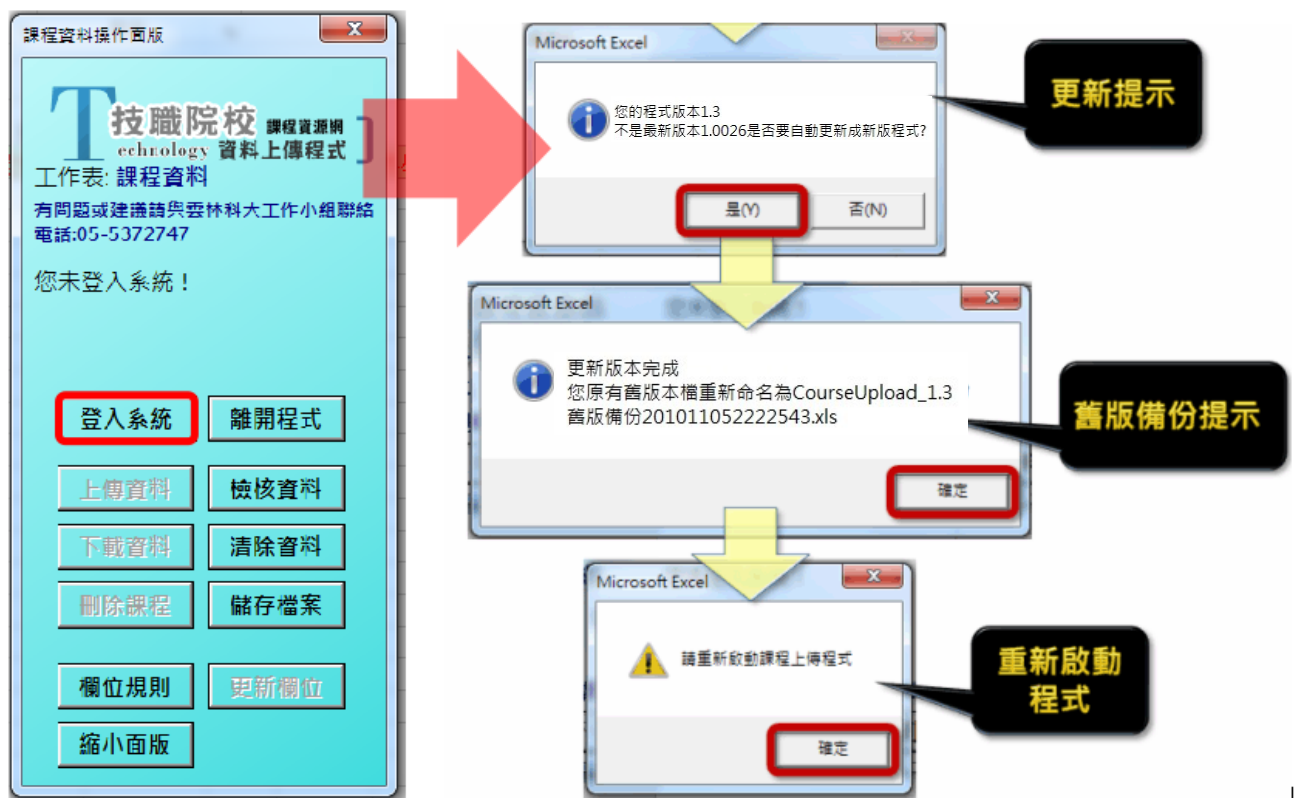 課程資料操作面版
技職院校 課程資源網
Technology 資料上傳程式
工作表: 課程資料
有問題或建議請與雲林科大工作小組聯絡
電話:05-5372747
您未登入系統！
登入系統 離開程式
上傳資料 檢核資料
下載資料 清除資料
刪除課程 儲存檔案
欄位規則 更新欄位
縮小面版
Microsoft Excel
您的程式版本1.3
不是最新版本1.0026是否要自動更新成新版程式?
是(Y) 否(N)
更新提示
Microsoft Excel
更新版本完成
您原有舊版本檔重新命名為CourseUpload_1.3
舊版備份201011052222543.xls
確定
舊版備份提示
Microsoft Excel
請重新啟動課程上傳程式
確定
重新啟動
程式